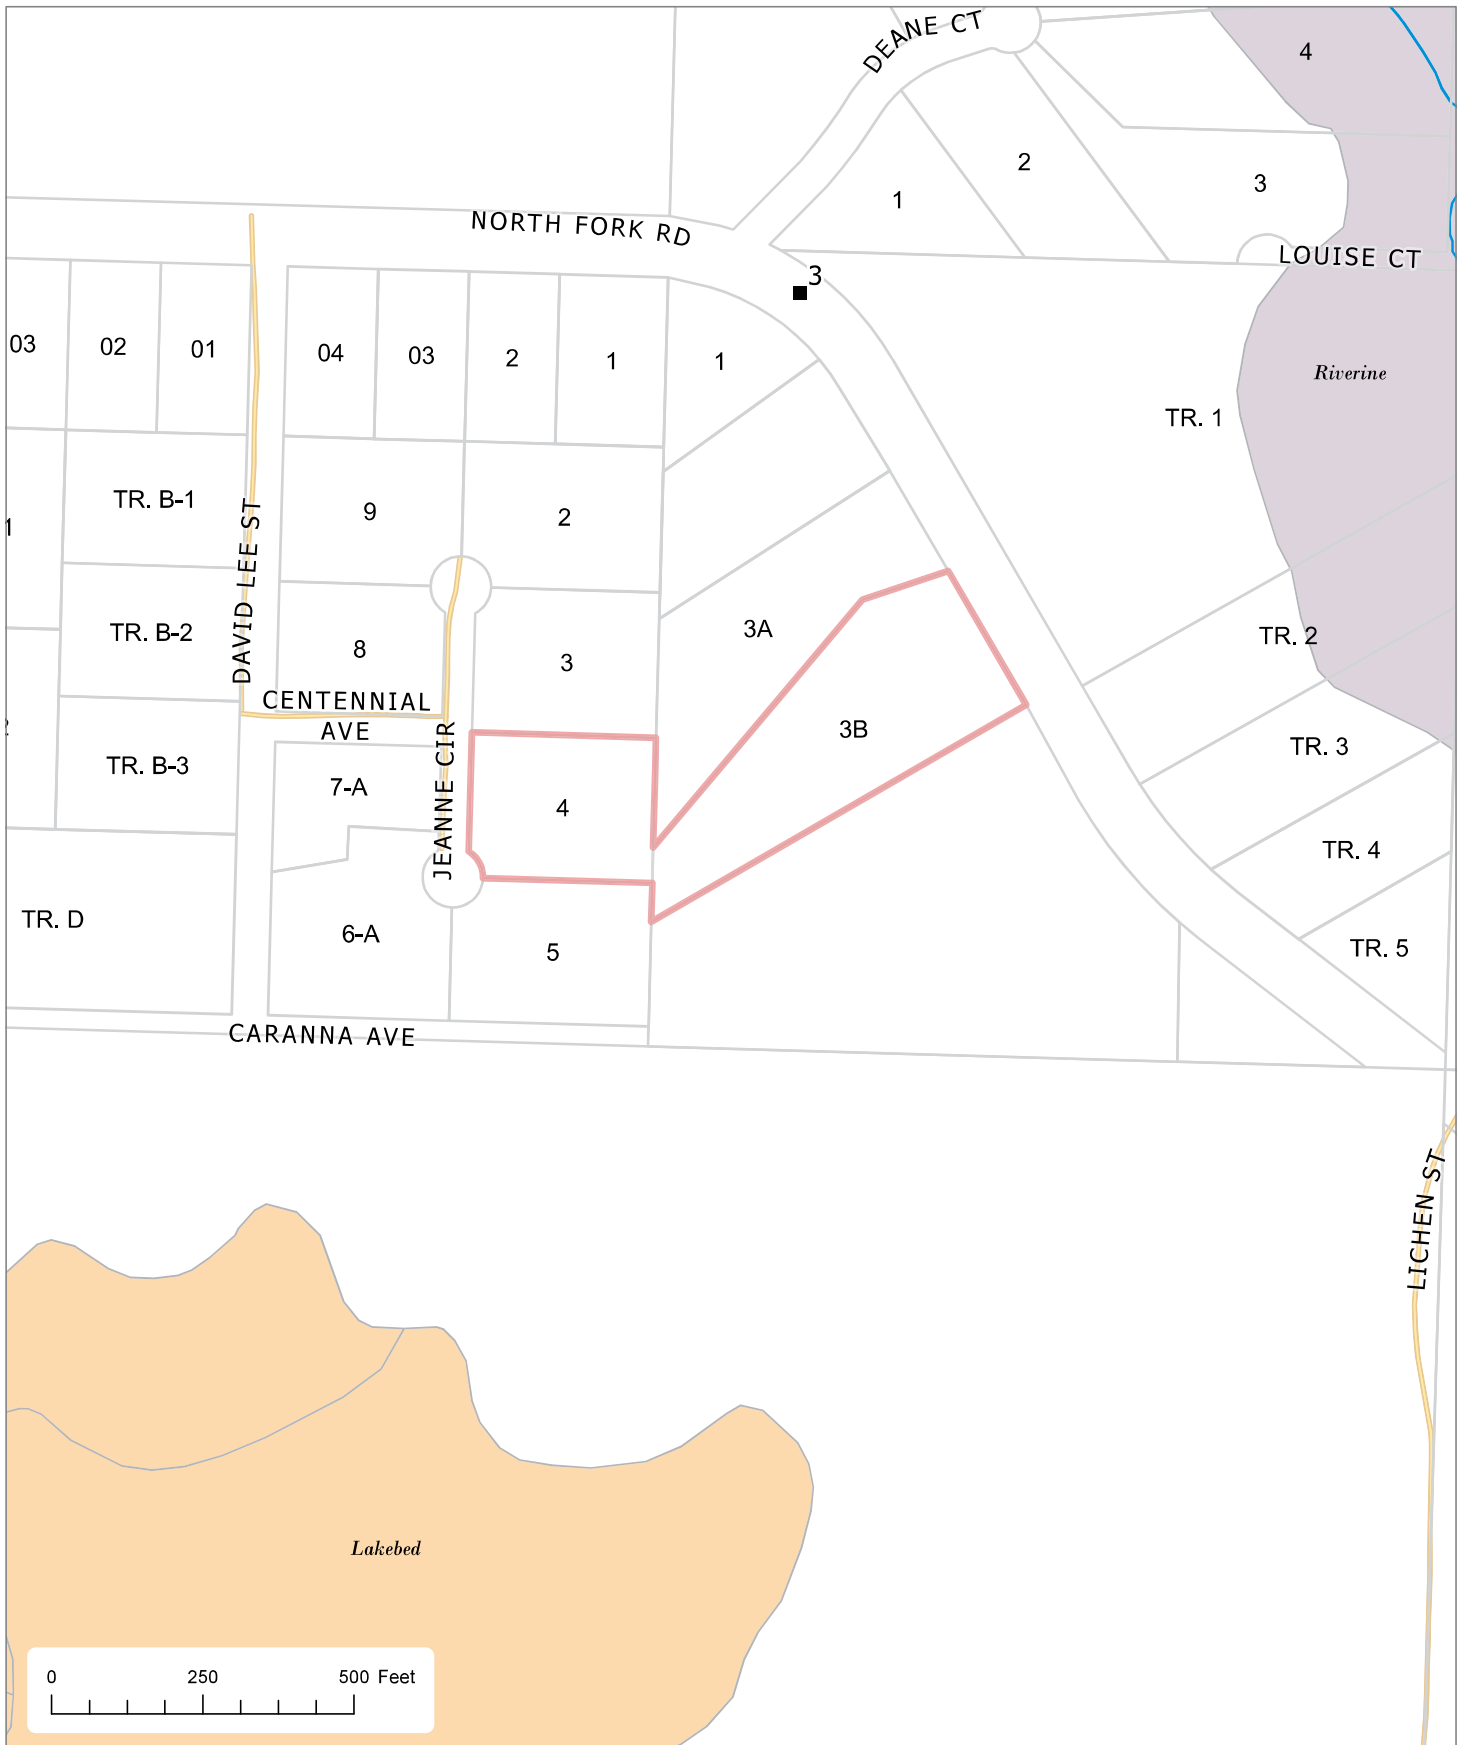 DEANE CT
4
2
3
1
NORTH FORK RD
LOUISE CT
3
03
02
01
04
03
2
1
1
Riverine
TR. 1
TR. B-1
9
2
1
DAVID LEE ST
TR. B-2
8
3
3A
TR. 2
CENTENNIAL
AVE
3B
2
TR. 3
JEANNE CIR
TR. B-3
7-A
4
TR. 4
TR. D
6-A
5
TR. 5
CARANNA AVE
LICHEN ST
Lakebed
0 250 500 Feet